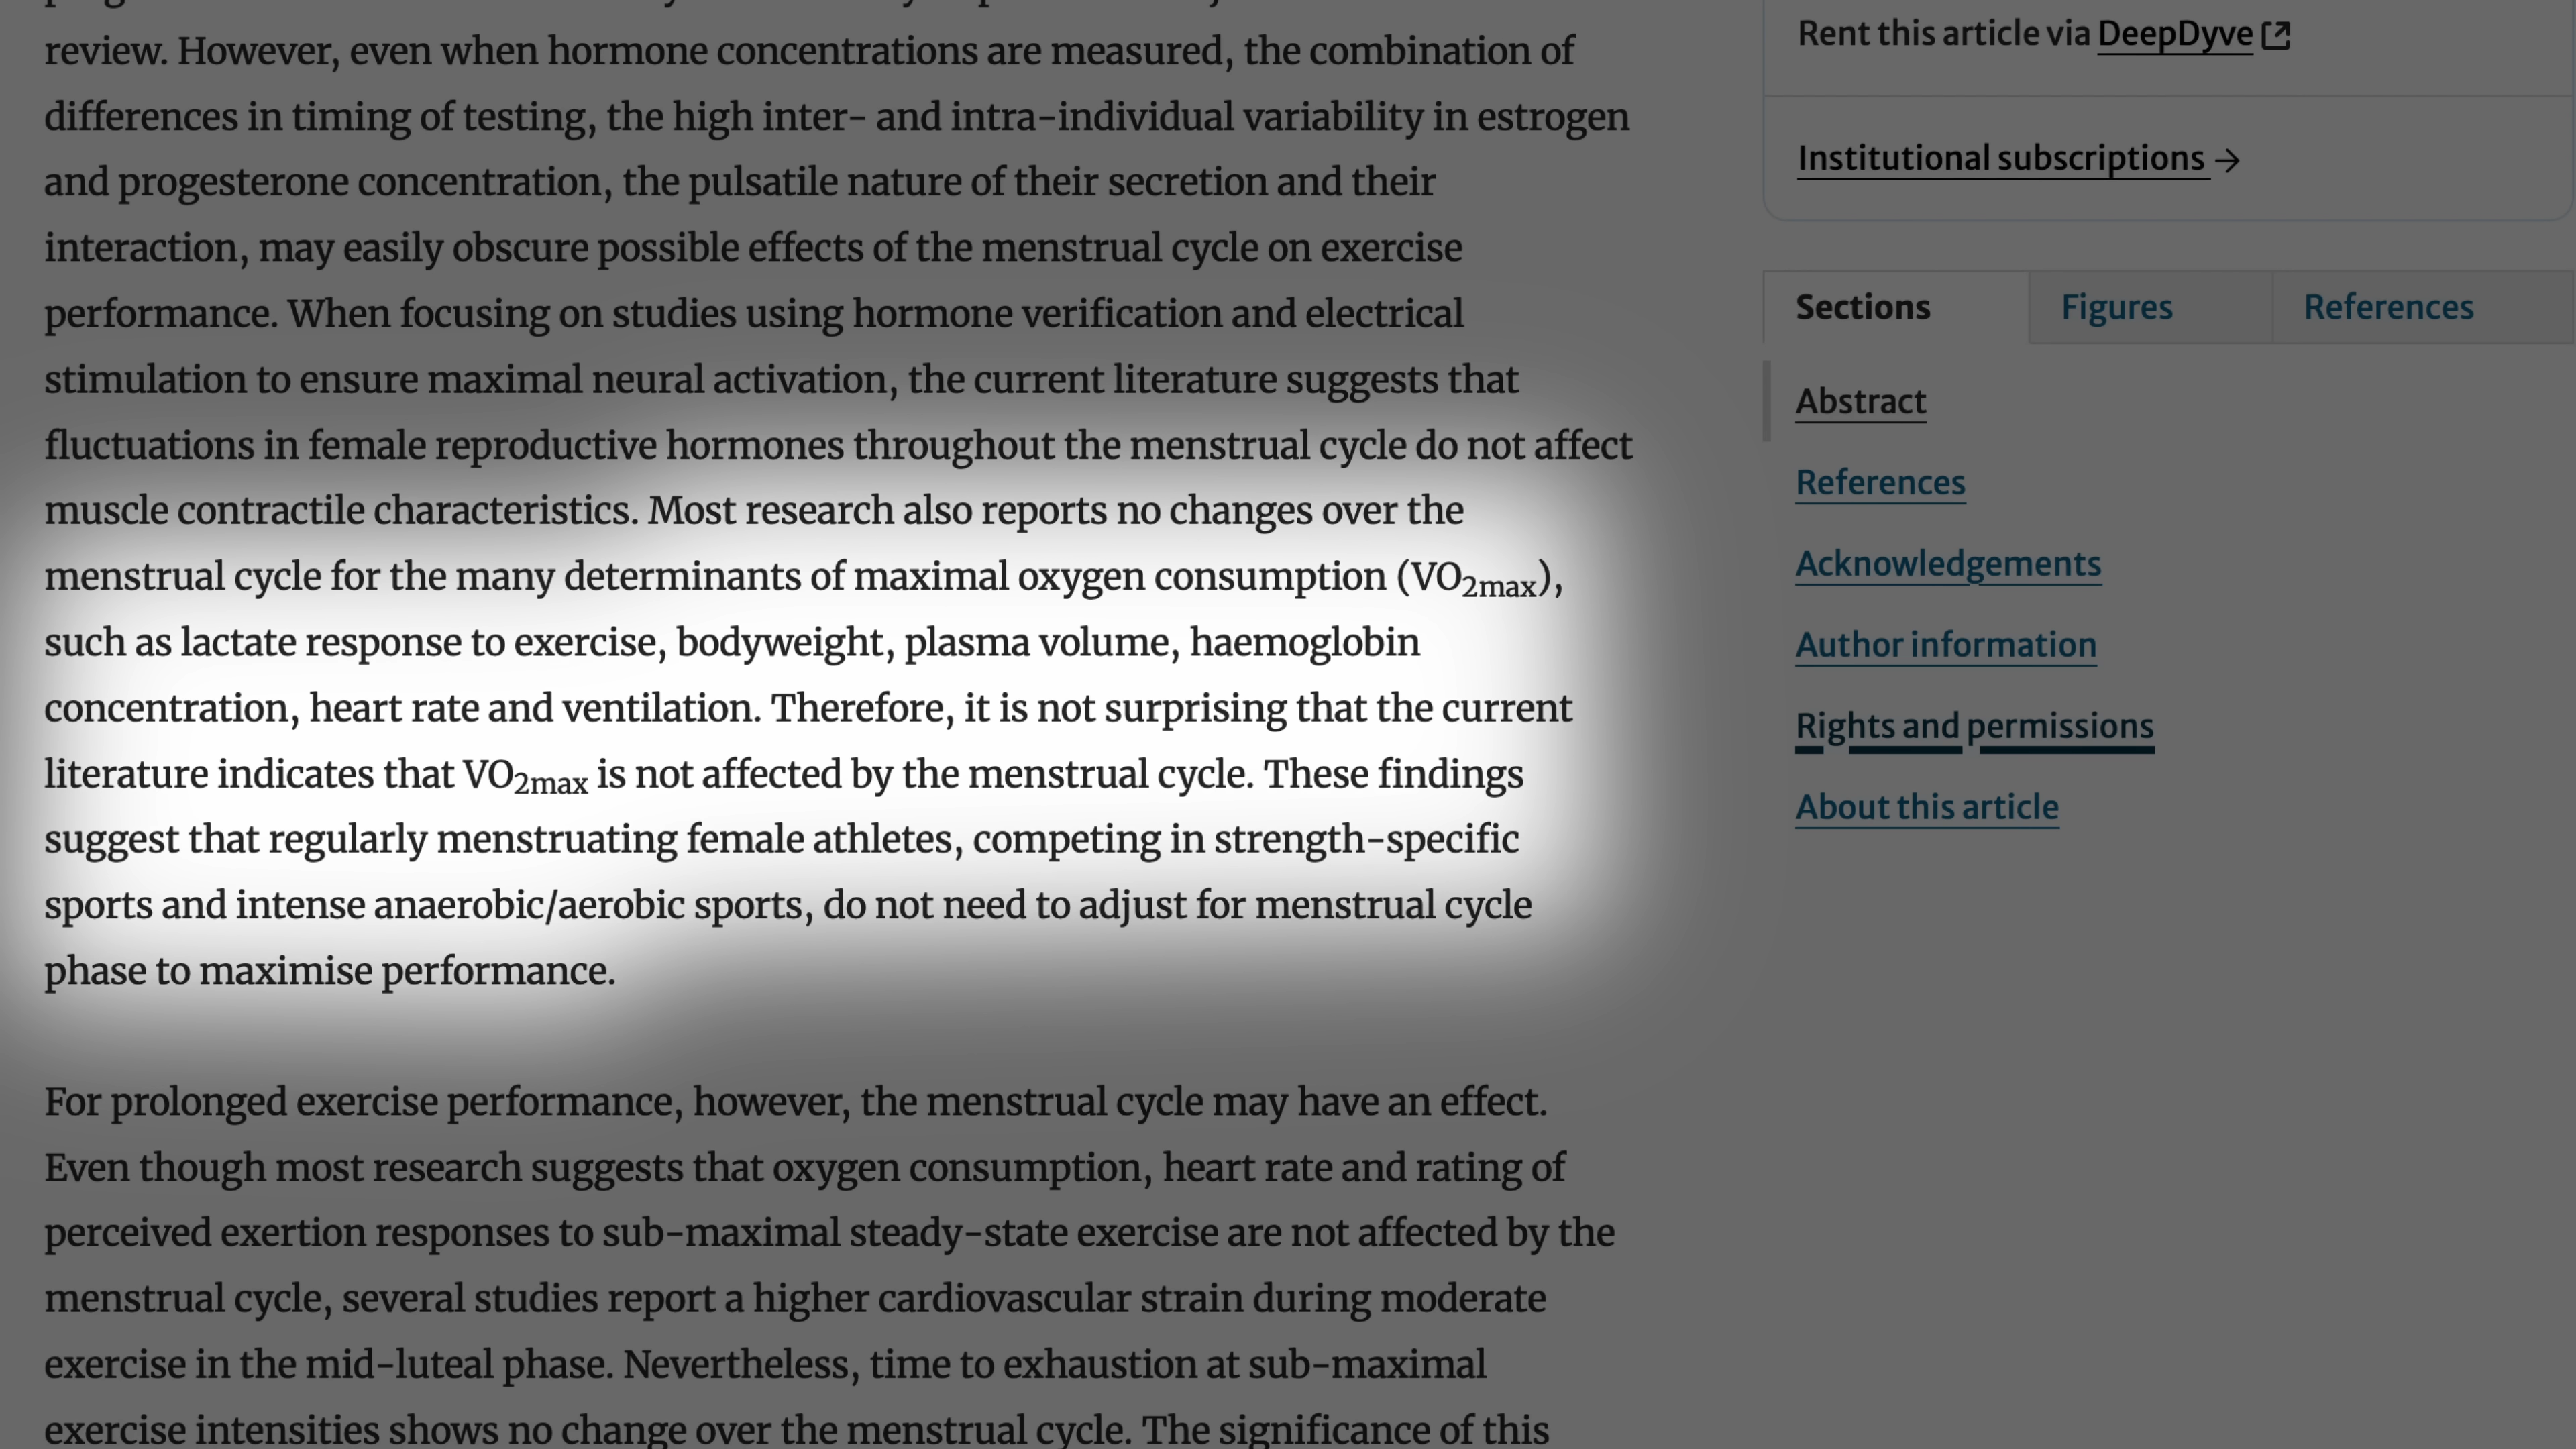 review. However, even when hormone concentrations are measured, the combination of
differences in timing of testing, the high inter- and intra-individual variability in estrogen
and progesterone concentration, the pulsatile nature of their secretion and their
interaction, may easily obscure possible effects of the menstrual cycle on exercise
performance. When focusing on studies using hormone verification and electrical
stimulation to ensure maximal neural activation, the current literature suggests that
fluctuations in female reproductive hormones throughout the menstrual cycle do not affect
muscle contractile characteristics. Most research also reports no changes over the
menstrual cycle for the many determinants of maximal oxygen consumption (VO2max),
such as lactate response to exercise, bodyweight, plasma volume, haemoglobin
concentration, heart rate and ventilation. Therefore, it is not surprising that the current
literature indicates that VO2max is not affected by the menstrual cycle. These findings
suggest that regularly menstruating female athletes, competing in strength-specific
sports and intense anaerobic/aerobic sports, do not need to adjust for menstrual cycle
phase to maximise performance.
For prolonged exercise performance, however, the menstrual cycle may have an effect.
Even though most research suggests that oxygen consumption, heart rate and rating of
perceived exertion responses to sub-maximal steady-state exercise are not affected by the
menstrual cycle, several studies report a higher cardiovascular strain during moderate
exercise in the mid-luteal phase. Nevertheless, time to exhaustion at sub-maximal
exercise intensities shows no change over the menstrual cycle. The significance of this
Rent this article via DeepDyve
Institutional subscriptions →
Sections
Figures
References
Abstract
References
Acknowledgements
Author information
Rights and permissions
About this article